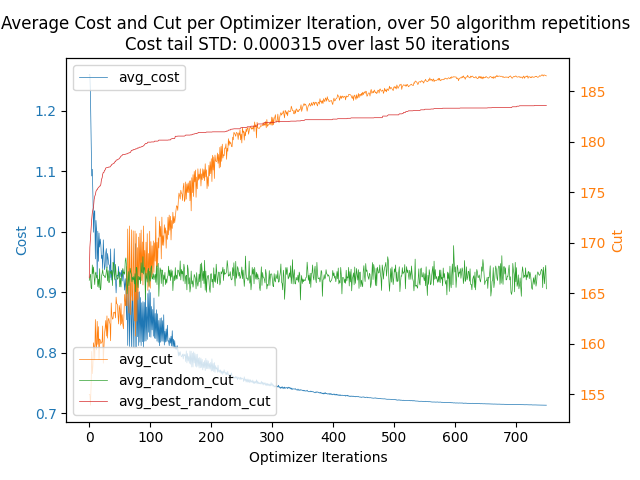 Average Cost and Cut per Optimizer Iteration, over 50 algorithm repetitions
Cost tail STD: 0.000315 over last 50 iterations
avg_cost
1.2
1.1
1.0
0.9
0.8
0.7
Cost
185
180
175
170
165
160
155
Cut
avg_cut
avg_random_cut
avg_best_random_cut
0 100 200 300 400 500 600 700
Optimizer Iterations